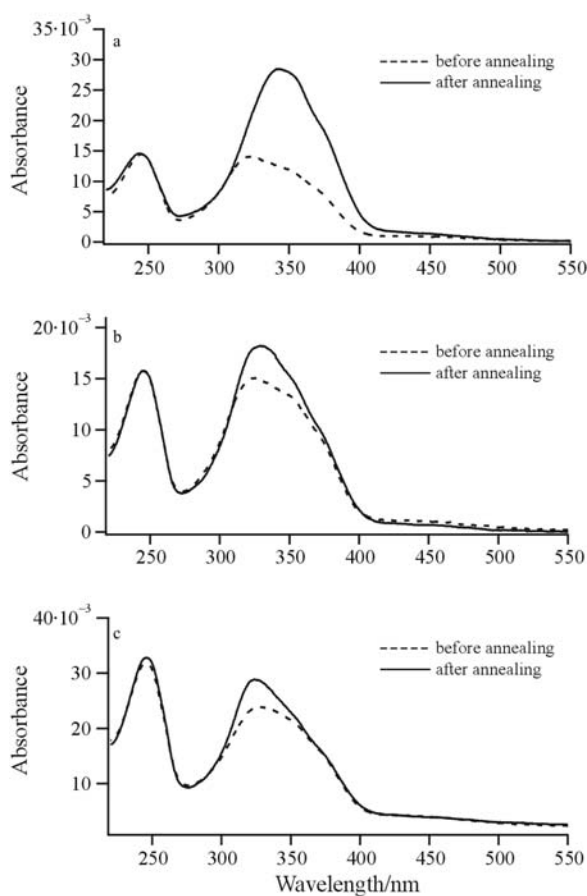 35·10⁻³
a
30
25
20
15
10
5
0
Absorbance
before annealing
after annealing
250 300 350 400 450 500 550
20·10⁻³
b
15
10
5
0
Absorbance
before annealing
after annealing
250 300 350 400 450 500 550
40·10⁻³
c
30
20
10
Absorbance
before annealing
after annealing
250 300 350 400 450 500 550
Wavelength/nm